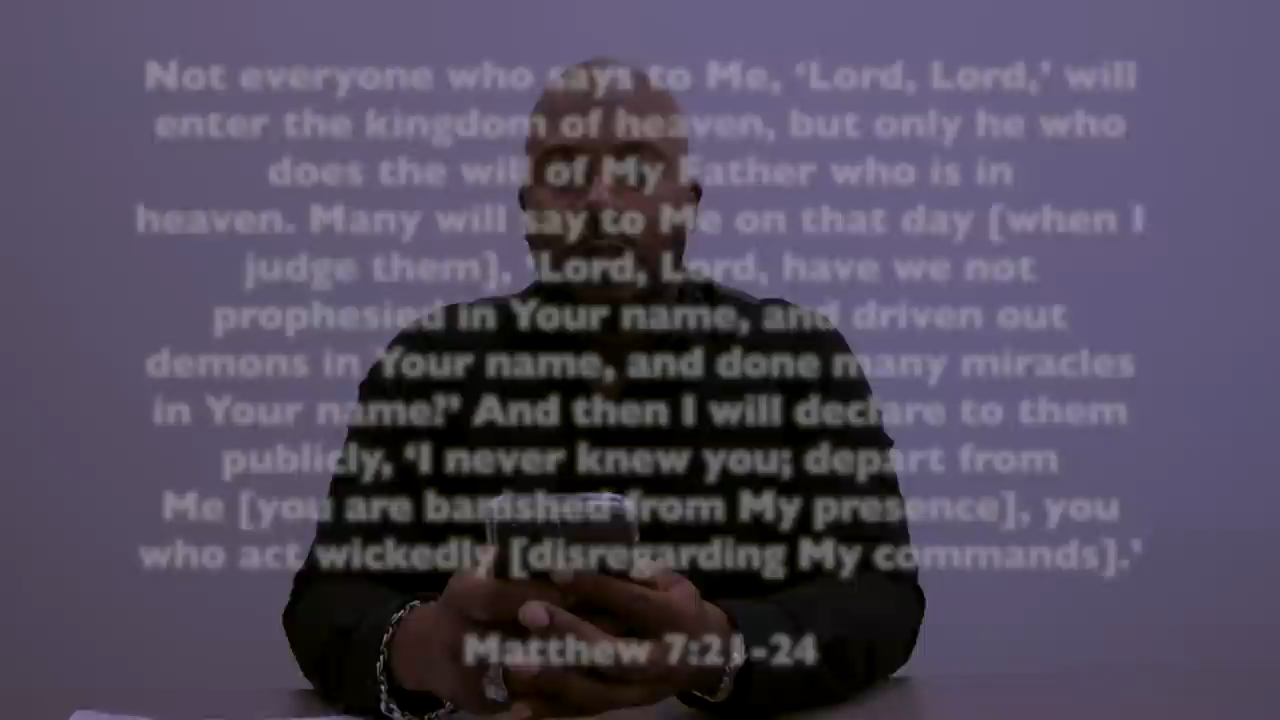 Not everyone who says to Me, ‘Lord, Lord,’ will
enter the kingdom of heaven, but only he who
does the will of My Father who is in
heaven. Many will say to Me on that day [when I
judge them], ‘Lord, Lord, have we not
prophesied in Your name, and driven out
demons in Your name, and done many miracles
in Your name?’ And then I will declare to them
publicly, ‘I never knew you; depart from
Me [you are banished from My presence], you
who act wickedly [disregarding My commands].’
Matthew 7:21-24